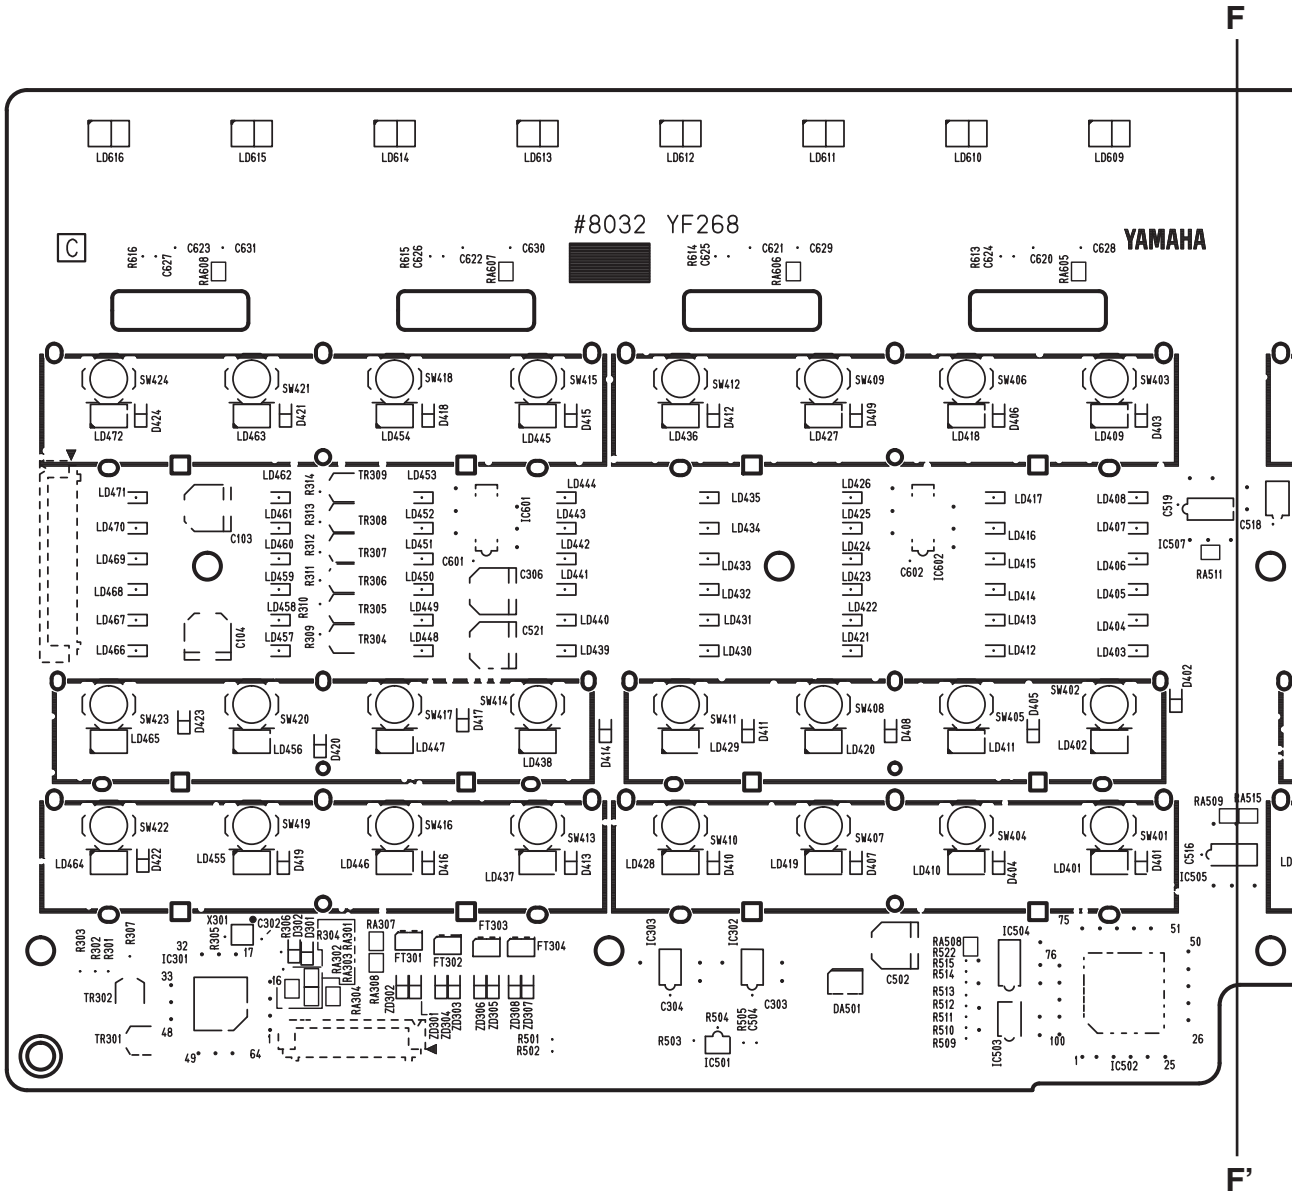 F
LD616 LD615 LD614 LD613 LD612 LD611 LD610 LD609
#8032 YF268
C
YAMAHA
R616 C627 C623 RA608 C631 R615 C626 C622 RA607 C630 R614 C625 C621 RA606 C629 R613 C624 C620 RA605 C628
SW424 SW421 SW418 SW415 SW412 SW409 SW406 SW403
D424 D421 D418 D415 D412 D409 D406 D403
LD472 LD463 LD454 LD445 LD436 LD427 LD418 LD409
LD471 LD462 R314 TR309 LD453 LD444 LD435 LD426 LD417 LD408
C103 LD461 R313 TR308 LD452 IC601 LD443 C519 C518
LD470 LD434 LD425 LD416 LD407
LD469 LD460 R312 TR307 LD451 C601 LD442 LD433 LD424 C602 IC602 LD415 LD406 IC507
LD468 LD459 R311 TR306 LD450 C306 LD441 LD432 LD423 LD414 LD405 RA511
LD467 LD458 R310 TR305 LD449 LD440 LD431 LD422 LD413 LD404
LD466 C104 LD457 R309 TR304 LD448 C521 LD439 LD430 LD421 LD412 LD403
SW423 D423 SW420 D420 SW417 D417 SW414 D414 SW411 D411 SW408 D408 SW405 D405 SW402 D402
LD465 LD456 LD447 LD438 LD429 LD420 LD411 LD402
RA509 RA515
SW422 SW419 SW416 SW413 SW410 SW407 SW404 SW401
LD464 D422 LD455 D419 LD446 D416 LD437 D413 LD428 D410 LD419 D407 LD410 D404 LD401 D401 C516 IC505 LD
R303 R302 R301 R307 X301 R305 C302 R306 D302 D301 R304 RA301 RA302 RA303 RA307 FT301 FT302 FT303 FT304 IC303 IC302 C502 RA508 IC504 75 51
32 IC301 17 50
33 16 RA304 RA308 ZD302 R522 R515 R514 76
TR302 ZD301 ZD304 ZD303 ZD306 ZD305 ZD308 ZD307 C304 C303 DA501 R513
48 R504 R505 C504 R512 R511
TR301 1 R501 R503 R510 R509 IC503 100 26
49 64 R502 IC501 1 IC502 25
F'